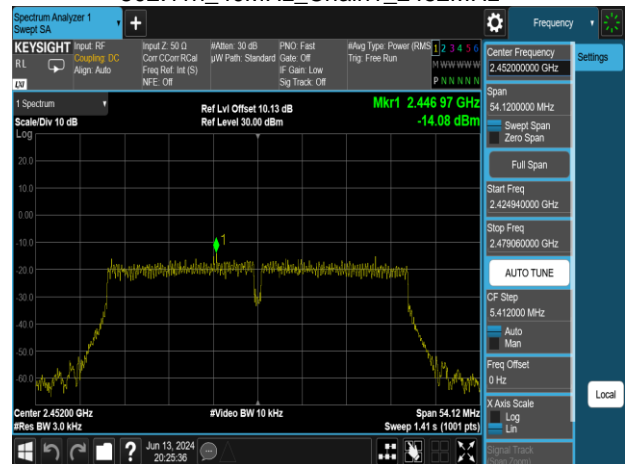 Spectrum Analyzer 1
Swept SA
+
Frequency
KEYSIGHT
RL
LXI
Input: RF
Coupling: DC
Align: Auto
Input Z: 50 Ω
Corr CCorr RCal
Freq Ref: Int (S)
NFE: Off
#Atten: 30 dB
µW Path: Standard
PNO: Fast
Gate: Off
IF Gain: Low
Sig Track: Off
#Avg Type: Power (RMS
Trig: Free Run
1 2 3 4 5 6
M W W W W W
P N N N N N
1 Spectrum
Scale/Div 10 dB
Log
Ref Lvl Offset 10.13 dB
Ref Level 30.00 dBm
Mkr1 2.446 97 GHz
-14.08 dBm
20.0
10.0
0.00
-10.0
-20.0
-30.0
-40.0
-50.0
-60.0
1
Center 2.45200 GHz
#Res BW 3.0 kHz
#Video BW 10 kHz
Span 54.12 MHz
Sweep 1.41 s (1001 pts)
Center Frequency
2.452000000 GHz
Settings
Span
54.1200000 MHz
Swept Span
Zero Span
Full Span
Start Freq
2.424940000 GHz
Stop Freq
2.479060000 GHz
AUTO TUNE
CF Step
5.412000 MHz
Auto
Man
Freq Offset
0 Hz
X Axis Scale
Log
Lin
Local
Signal Track
(Span Zoom)
?
Jun 13, 2024
20:25:36